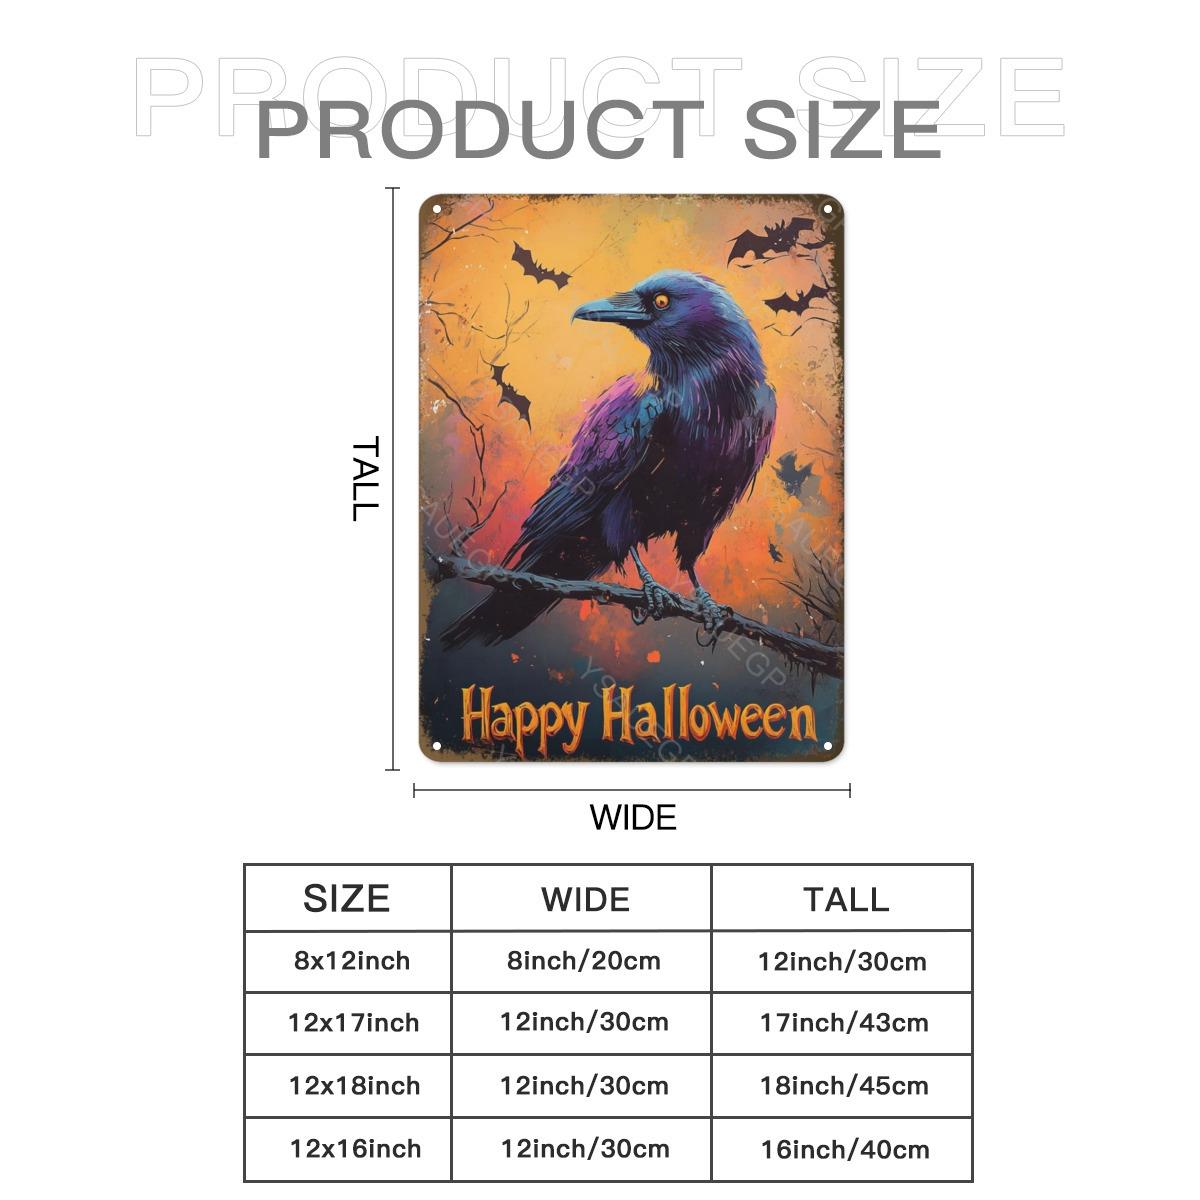 PRODUCT SIZE
PRODUCT SIZE
TALL
Happy Halloween
WIDE
SIZE WIDE TALL
8x12inch 8inch/20cm 12inch/30cm
12x17inch 12inch/30cm 17inch/43cm
12x18inch 12inch/30cm 18inch/45cm
12x16inch 12inch/30cm 16inch/40cm